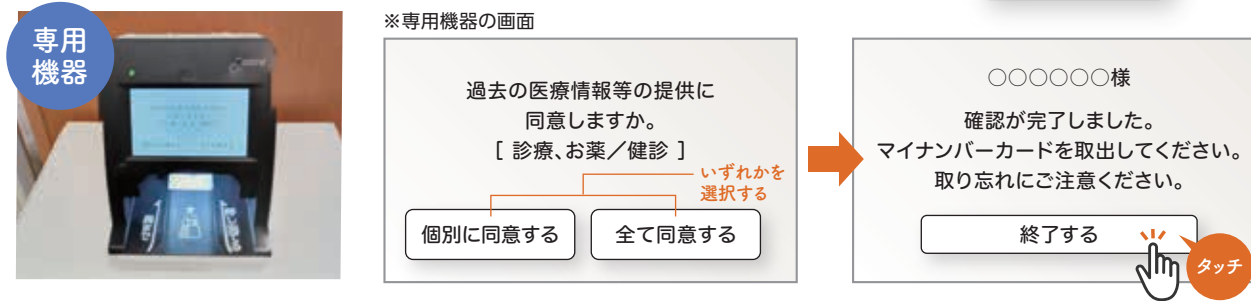 専用
機器
※専用機器の画面
過去の医療情報等の提供に
同意しますか。
[ 診療、お薬／健診 ]
いずれかを
選択する
個別に同意する
全て同意する
○○○○○○様
確認が完了しました。
マイナンバーカードを取出してください。
取り忘れにご注意ください。
終了する
タッチ